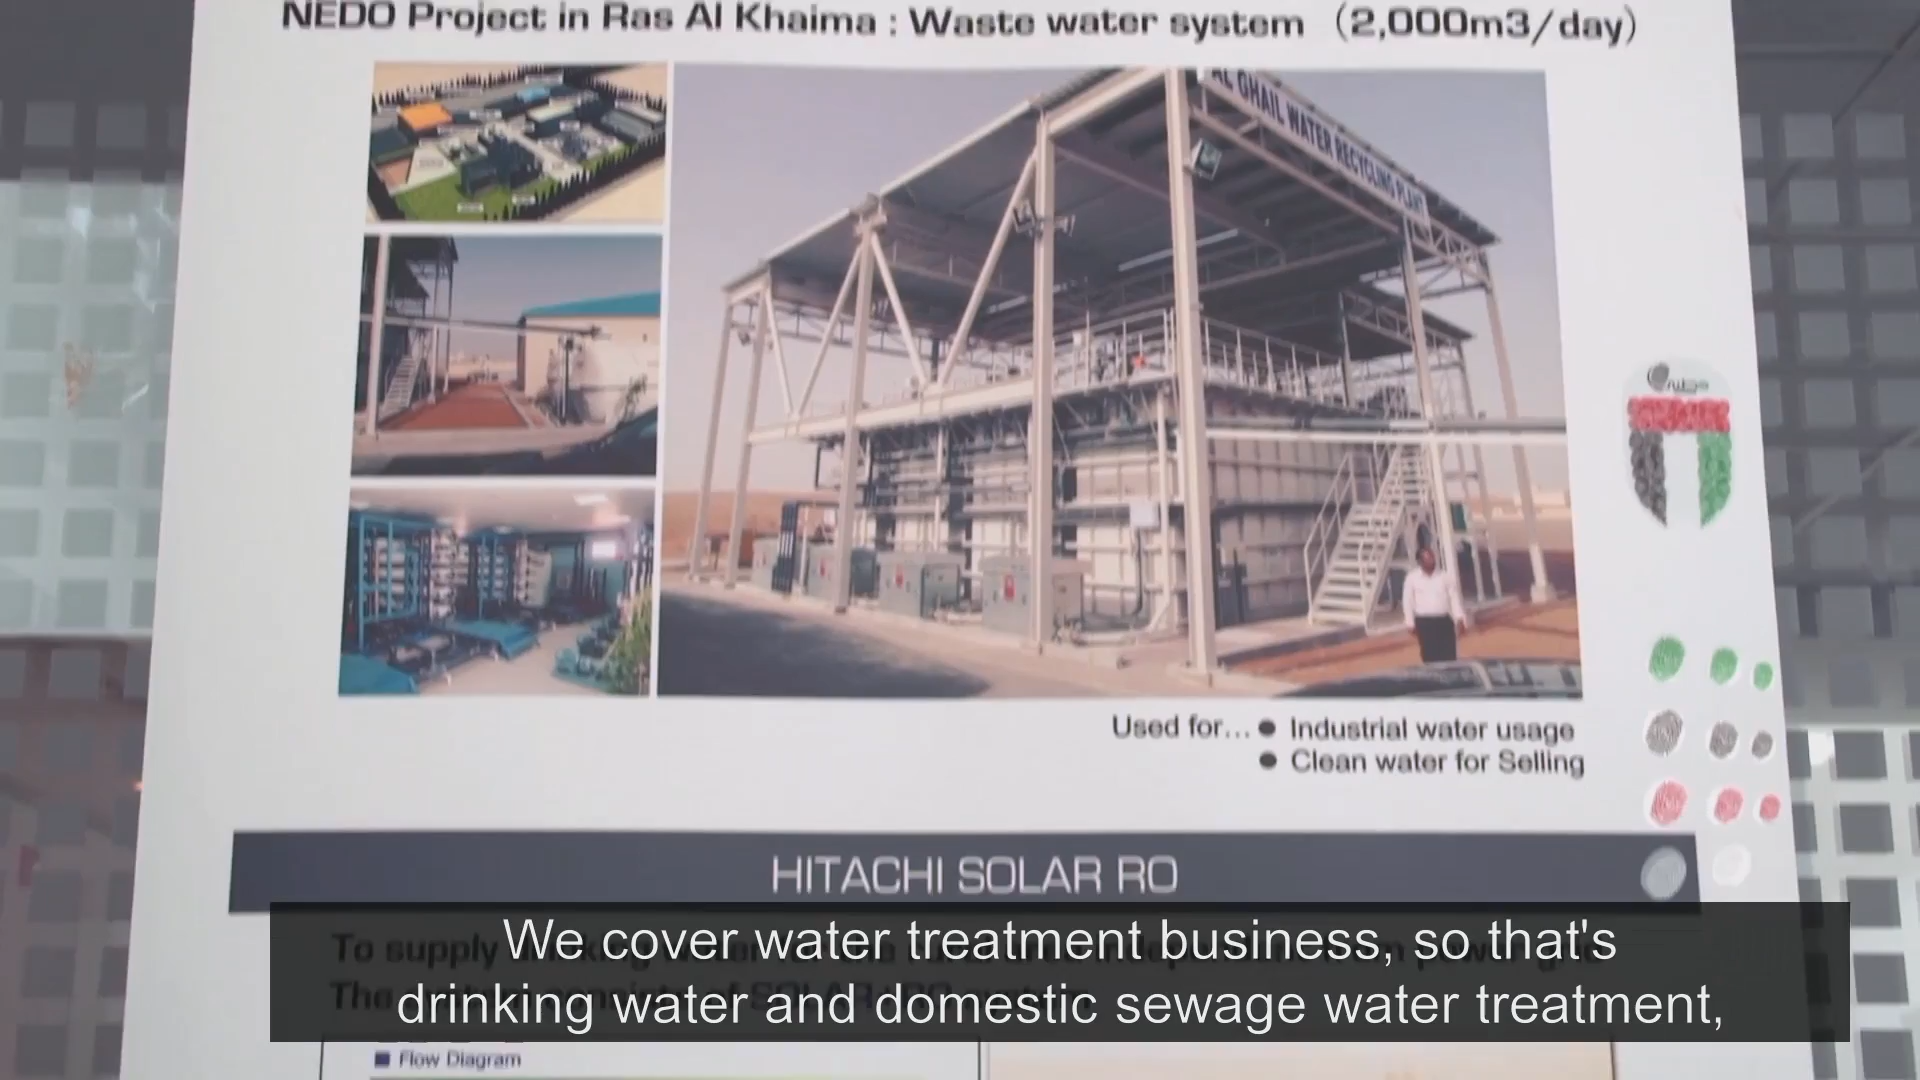 NEDO Project in Ras Al Khaima : Waste water system (2,000m3/day)
AL GHAIL WATER RECYCLING PLANT
Used for... ● Industrial water usage
● Clean water for Selling
HITACHI SOLAR RO
To supply
We cover water treatment business, so that's
drinking water and domestic sewage water treatment,
■ Flow Diagram